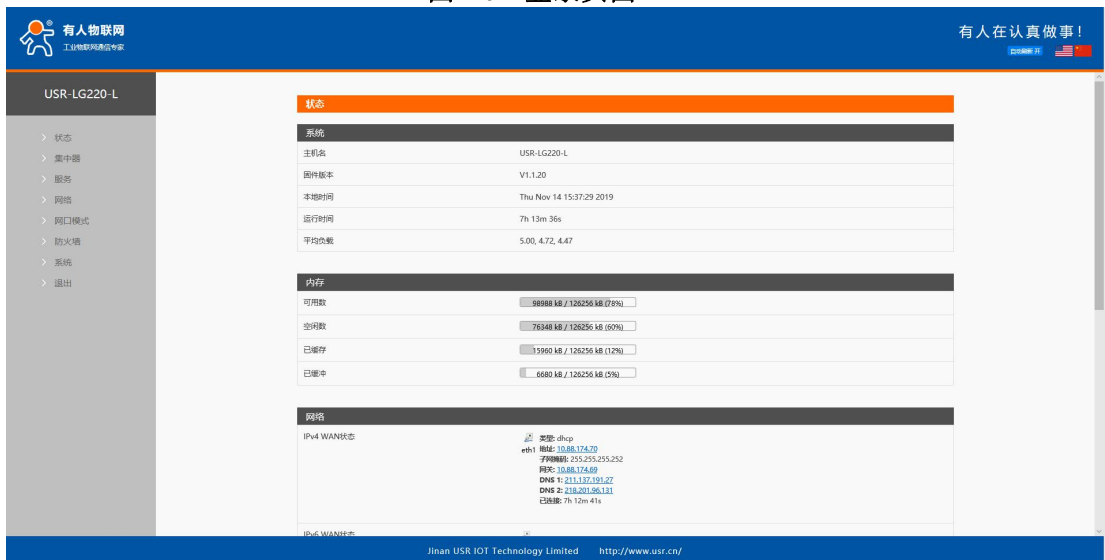 有人物联网
工业物联网通信专家
有人在认真做事！
自动刷新 开
USR-LG220-L
状态
集中器
服务
网络
网口模式
防火墙
系统
退出
状态
系统
主机名 USR-LG220-L
固件版本 V1.1.20
本地时间 Thu Nov 14 15:37:29 2019
运行时间 7h 13m 36s
平均负载 5.00, 4.72, 4.47
内存
可用数 98988 kB / 126256 kB (78%)
空闲数 76348 kB / 126256 kB (60%)
已缓存 15960 kB / 126256 kB (12%)
已缓冲 6680 kB / 126256 kB (5%)
网络
IPv4 WAN状态
eth1
类型: dhcp
地址: 10.88.174.70
子网掩码: 255.255.255.252
网关: 10.88.174.69
DNS 1: 211.137.191.27
DNS 2: 218.201.96.131
已连接: 7h 12m 41s
IPv6 WAN状态
Jinan USR IOT Technology Limited http://www.usr.cn/